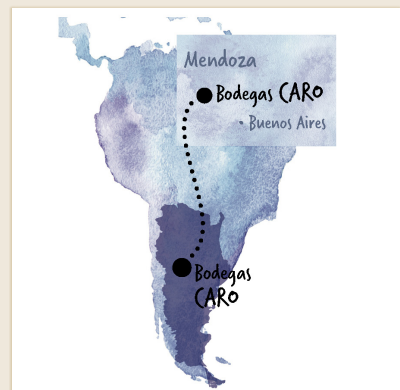 Mendoza
Bodegas CARO
Buenos Aires
Bodegas
CARO